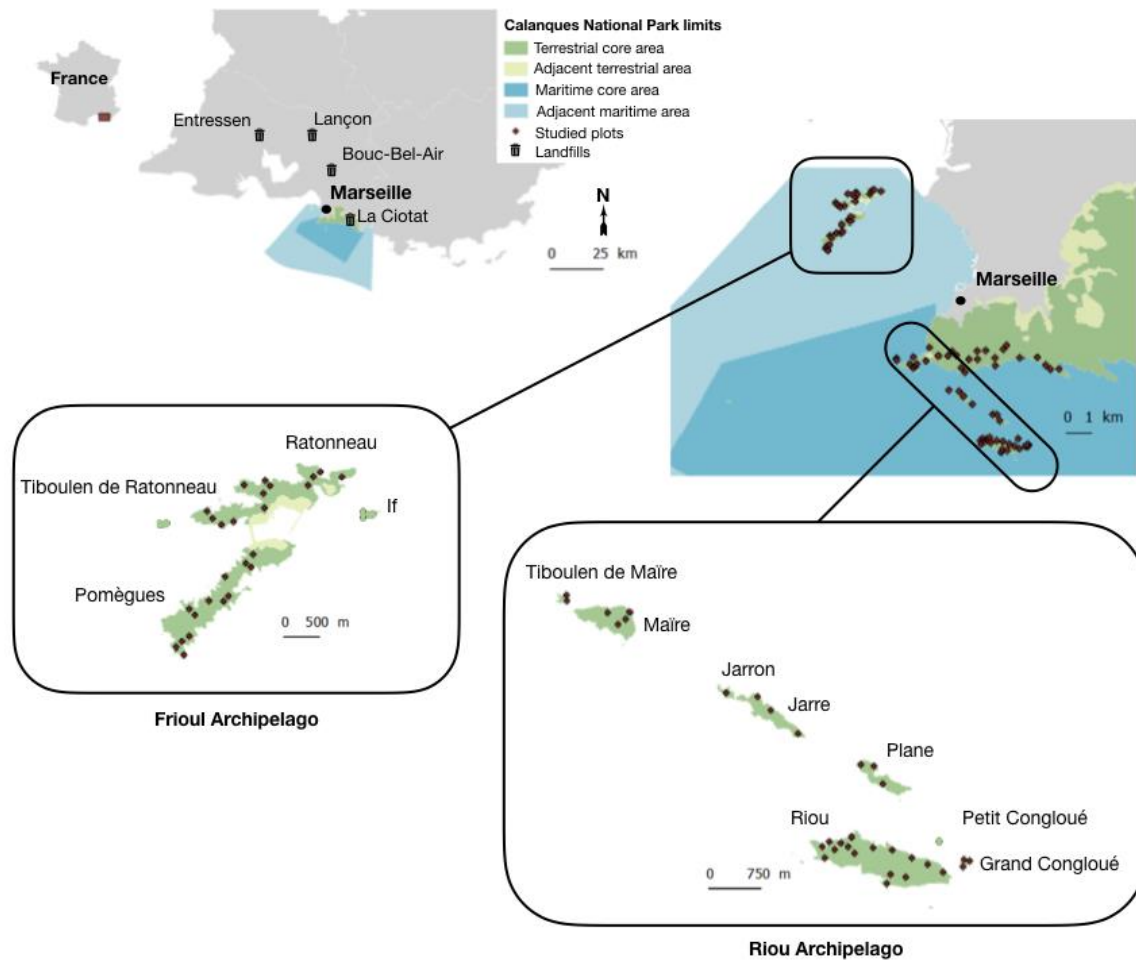 Calanques National Park limits
Terrestrial core area
Adjacent terrestrial area
Maritime core area
Adjacent maritime area
Studied plots
Landfills
France
Entressen
Lançon
Bouc-Bel-Air
Marseille
La Ciotat
N
0 25 km
Marseille
0 1 km
Ratonneau
Tiboulen de Ratonneau
If
Pomègues
0 500 m
Frioul Archipelago
Tiboulen de Maïre
Maïre
Jarron
Jarre
Plane
Riou
Petit Congloué
Grand Congloué
0 750 m
Riou Archipelago